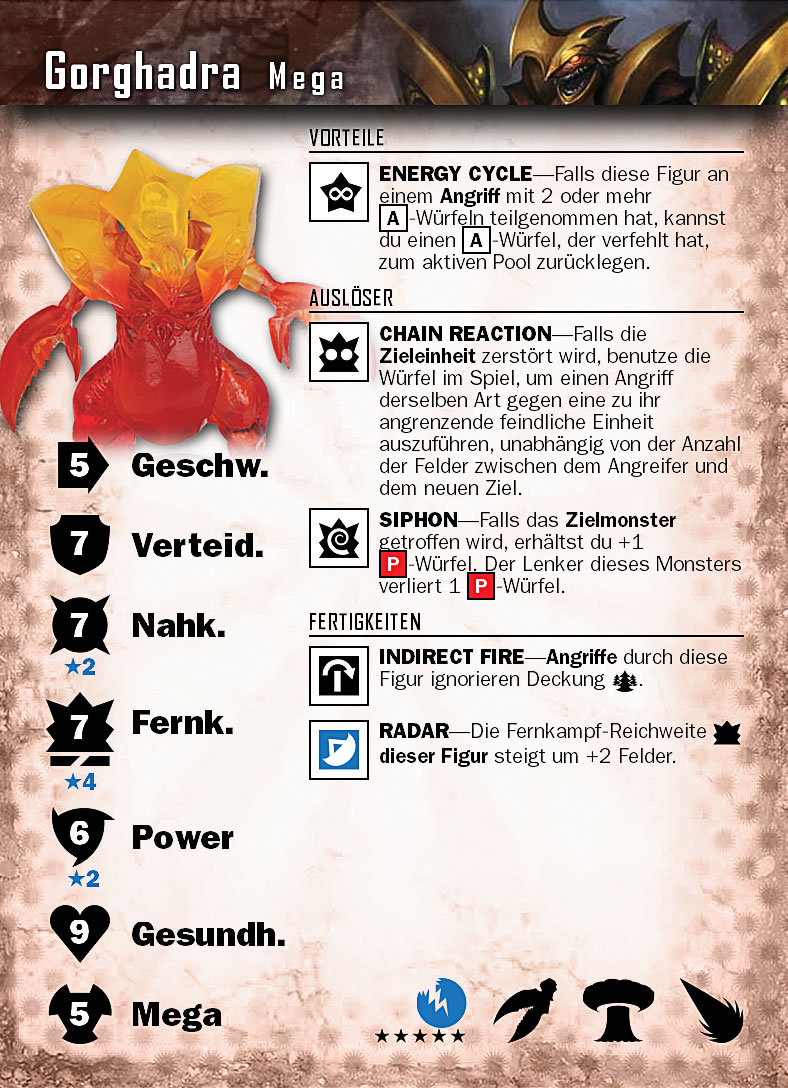 Gorghadra Mega
VORTEILE
ENERGY CYCLE—Falls diese Figur an
einem Angriff mit 2 oder mehr
A-Würfeln teilgenommen hat, kannst
du einen A-Würfel, der verfehlt hat,
zum aktiven Pool zurücklegen.
AUSLÖSER
CHAIN REACTION—Falls die
Zieleinheit zerstört wird, benutze die
Würfel im Spiel, um einen Angriff
derselben Art gegen eine zu ihr
angrenzende feindliche Einheit
auszuführen, unabhängig von der Anzahl
der Felder zwischen dem Angreifer und
dem neuen Ziel.
SIPHON—Falls das Zielmonster
getroffen wird, erhältst du +1
P-Würfel. Der Lenker dieses Monsters
verliert 1 P-Würfel.
FERTIGKEITEN
INDIRECT FIRE—Angriffe durch diese
Figur ignorieren Deckung .
RADAR—Die Fernkampf-Reichweite
dieser Figur steigt um +2 Felder.
5 Geschw.
7 Verteid.
7 Nahk.
★2
7 Fernk.
★4
6 Power
★2
9 Gesundh.
5 Mega
★★★★★